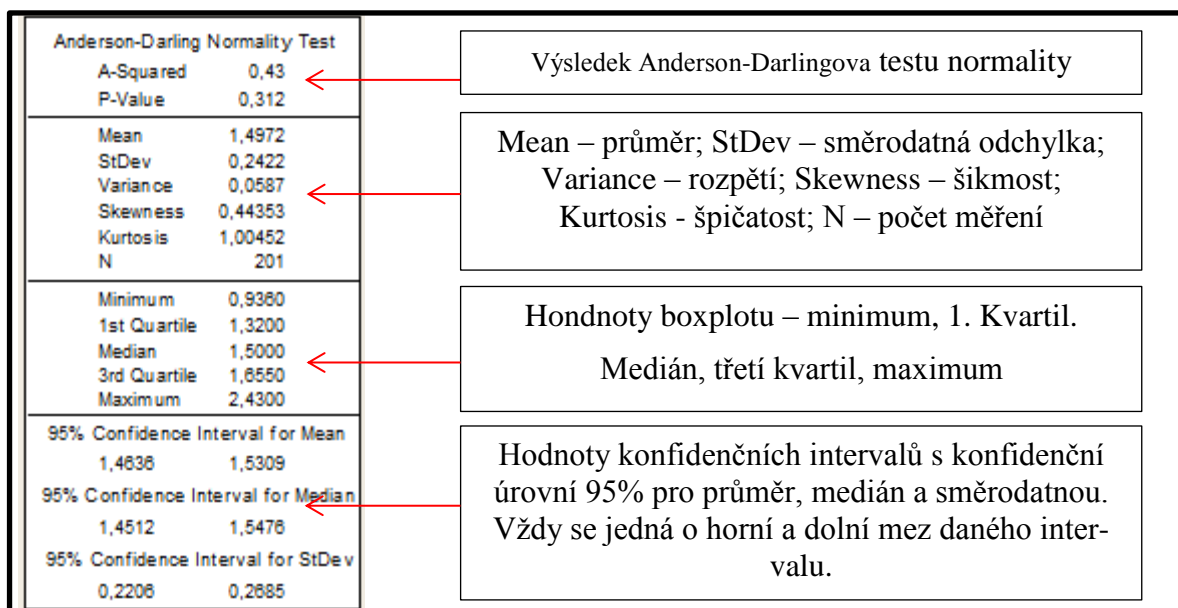 Anderson-Darling Normality Test
A-Squared 0,43
P-Value 0,312
Mean 1,4972
StDev 0,2422
Variance 0,0587
Skewness 0,44353
Kurtosis 1,00452
N 201
Minimum 0,9360
1st Quartile 1,3200
Median 1,5000
3rd Quartile 1,6550
Maximum 2,4300
95% Confidence Interval for Mean
1,4636 1,5309
95% Confidence Interval for Median
1,4512 1,5476
95% Confidence Interval for StDev
0,2206 0,2685
Výsledek Anderson-Darlingova testu normality
Mean – průměr; StDev – směrodatná odchylka;
Variance – rozpětí; Skewness – šikmost;
Kurtosis - špičatost; N – počet měření
Hondnoty boxplotu – minimum, 1. Kvartil.
Medián, třetí kvartil, maximum
Hodnoty konfidenčních intervalů s konfidenční
úrovní 95% pro průměr, medián a směrodatnou.
Vždy se jedná o horní a dolní mez daného inter-
valu.